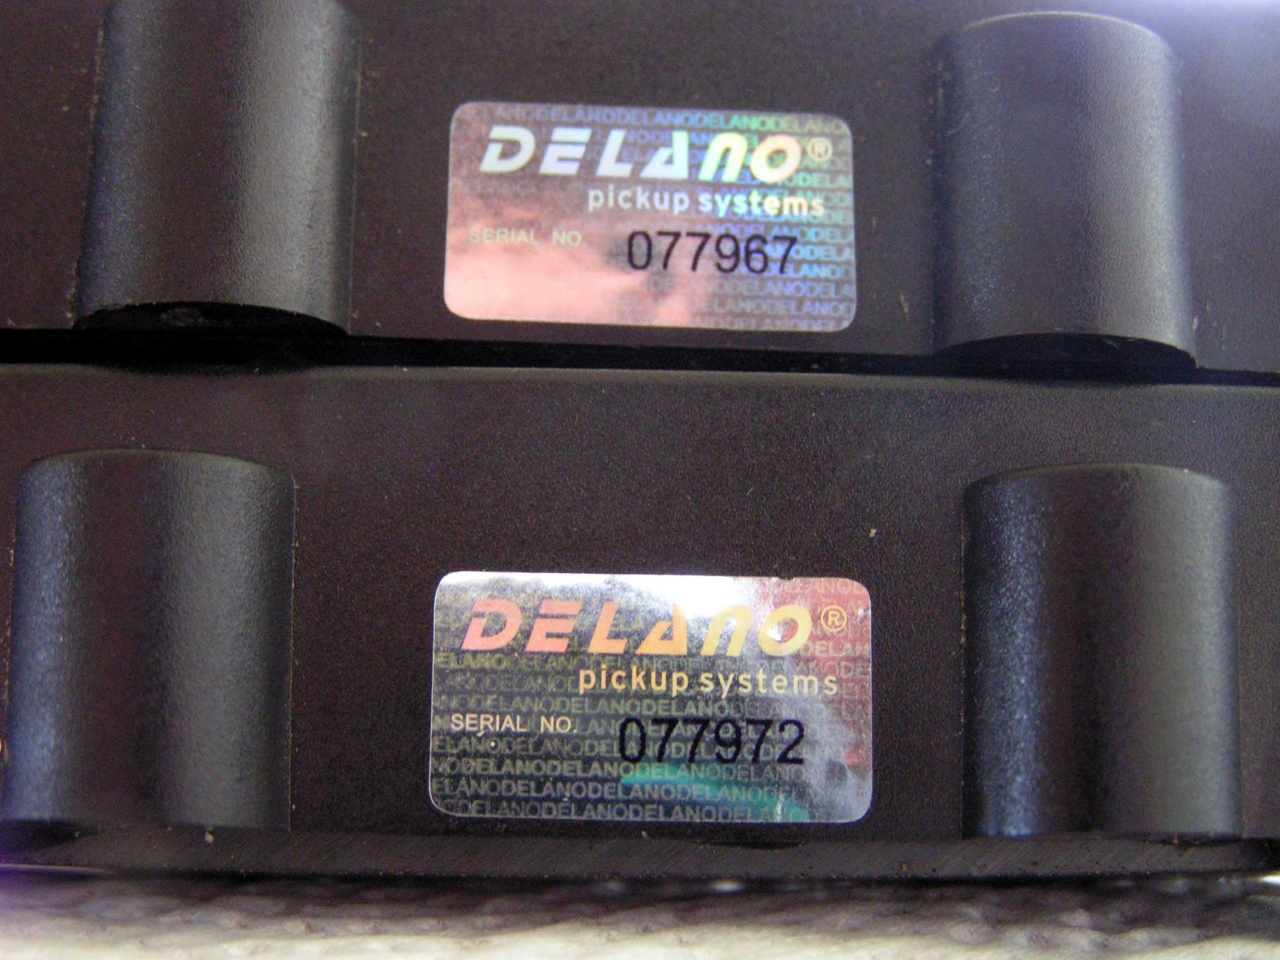 DELANO®
pickup systems
SERIAL NO. 077967
DELANO®
pickup systems
SERIAL NO. 077972